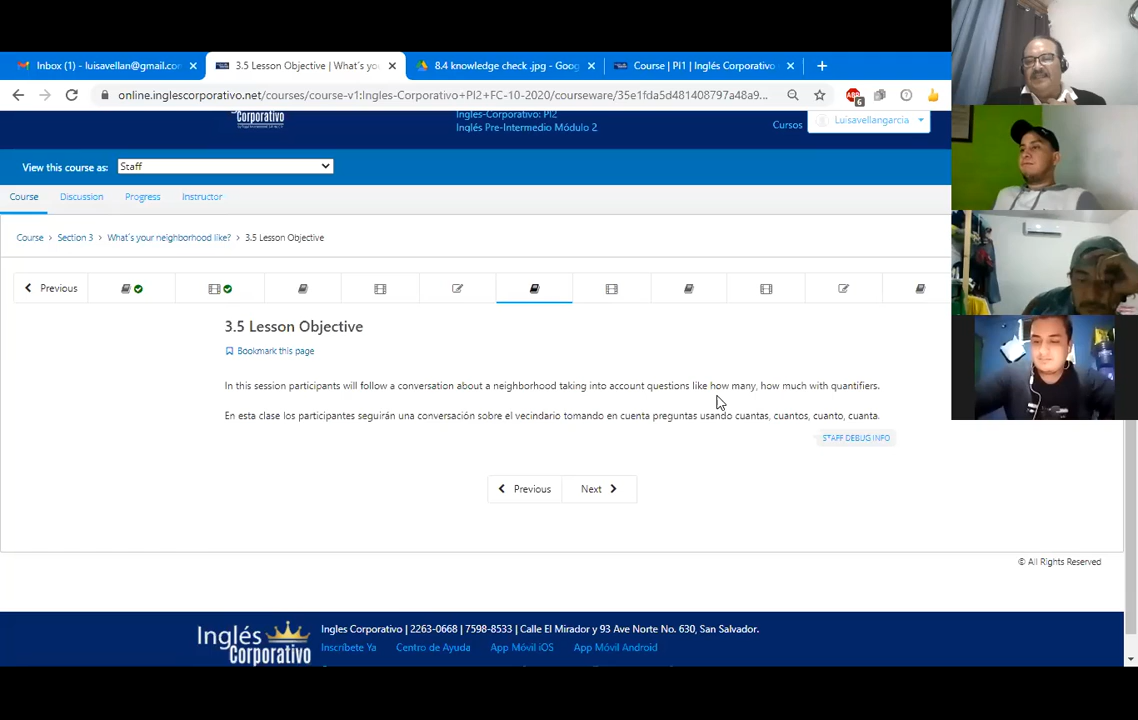 Inbox (1) - luisavellan@gmail.co
3.5 Lesson Objective | What's yo
8.4 knowledge check .jpg - Goog
Course | PI1 | Inglés Corporativo
online.inglescorporativo.net/courses/course-v1:Ingles-Corporativo+PI2+FC-10-2020/courseware/35e1fda5d481408797a48a9...
6
Corporativo
Ingles-Corporativo: PI2
Inglés Pre-Intermedio Módulo 2
Cursos
Luisavellangarcia
View this course as:
Staff
Course
Discussion
Progress
Instructor
Course > Section 3 > What's your neighborhood like? > 3.5 Lesson Objective
Previous
3.5 Lesson Objective
Bookmark this page
In this session participants will follow a conversation about a neighborhood taking into account questions like how many, how much with quantifiers.
En esta clase los participantes seguirán una conversación sobre el vecindario tomando en cuenta preguntas usando cuantas, cuantos, cuanto, cuanta.
STAFF DEBUG INFO
Previous
Next
© All Rights Reserved
Inglés
Corporativo
Ingles Corporativo | 2263-0668 | 7598-8533 | Calle El Mirador y 93 Ave Norte No. 630, San Salvador.
Inscríbete Ya
Centro de Ayuda
App Móvil iOS
App Móvil Android